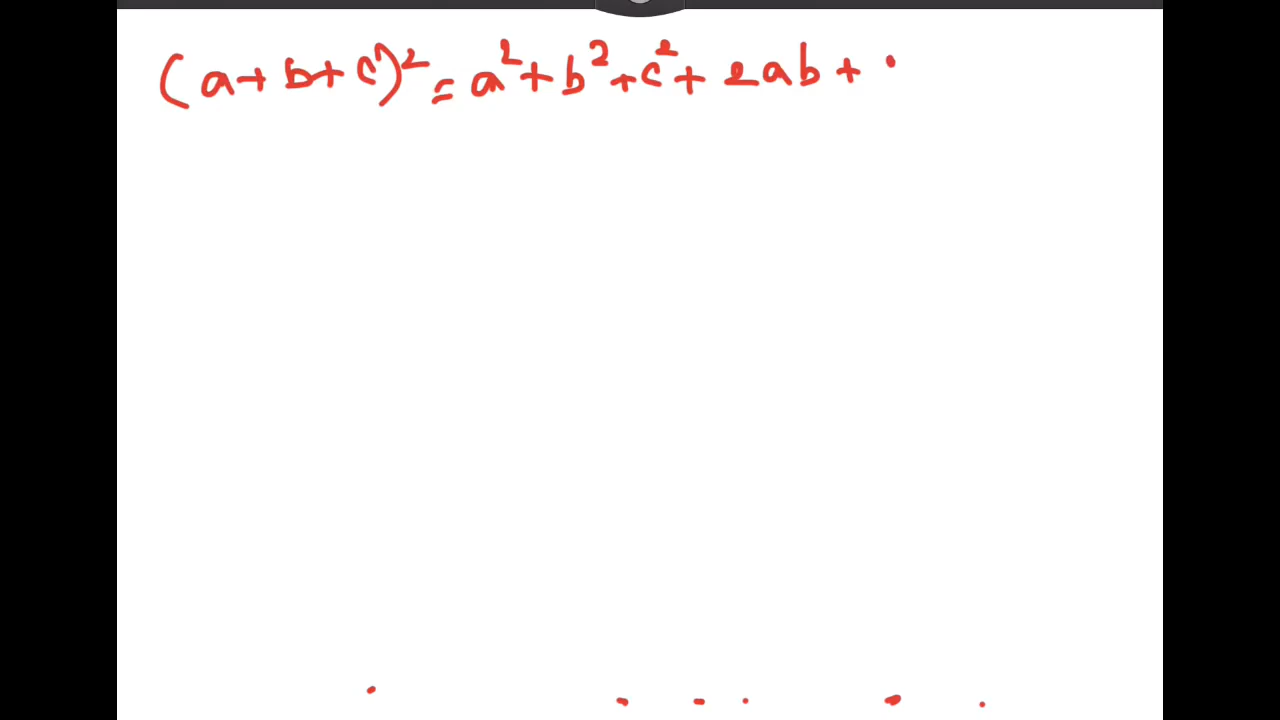 (a+b+c)² = a² + b² + c² + 2ab +